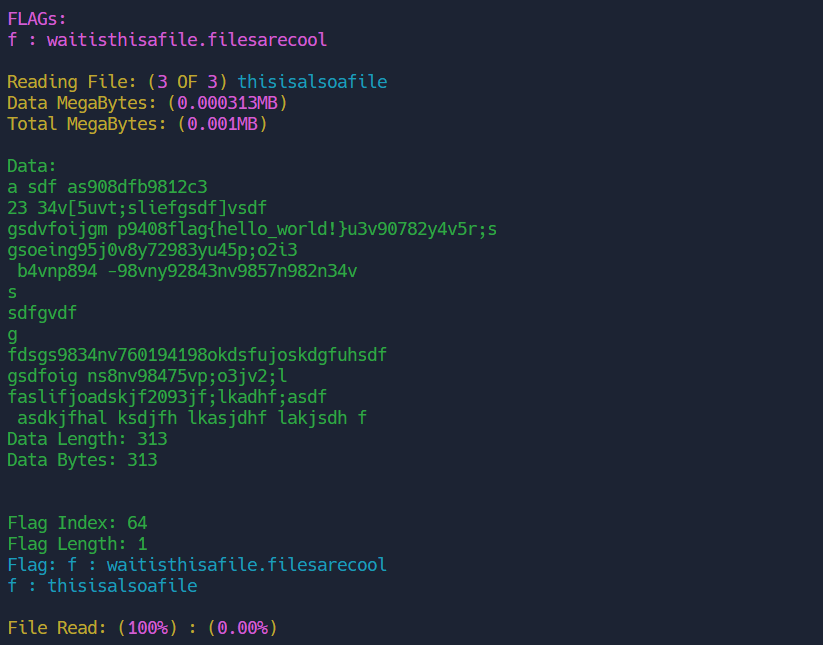 FLAGs:
f : waitisthisafile.filesarecool
Reading File: (3 OF 3) thisisalsoafile
Data MegaBytes: (0.000313MB)
Total MegaBytes: (0.001MB)
Data:
a sdf as908dfb9812c3
23 34v[5uvt;sliefgsdf]vsdf
gsdvfoijgm p9408flag{hello_world!}u3v90782y4v5r;s
gsoeing95j0v8y72983yu45p;o2i3
 b4vnp894 -98vny92843nv9857n982n34v
s
sdfgvdf
g
fdsgs9834nv760194198okdsfujoskdgfuhsdf
gsdfoig ns8nv98475vp;o3jv2;l
faslifjoadskjf2093jf;lkadhf;asdf
 asdkjfhal ksdjfh lkasjdhf lakjsdh f
Data Length: 313
Data Bytes: 313
Flag Index: 64
Flag Length: 1
Flag: f : waitisthisafile.filesarecool
f : thisisalsoafile
File Read: (100%) : (0.00%)